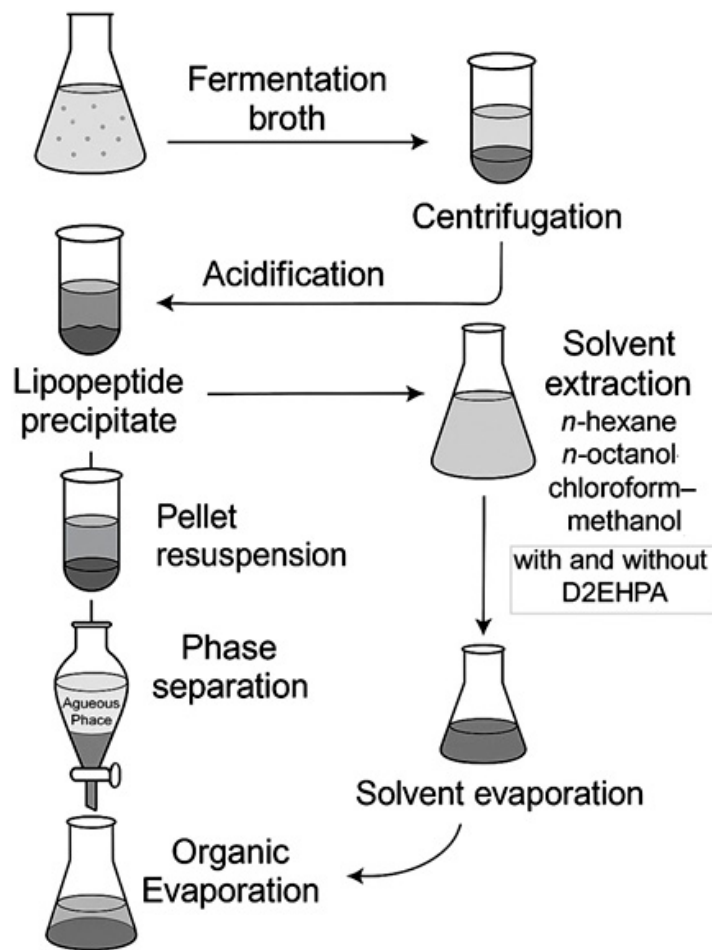 Fermentation
broth
Centrifugation
Acidification
Lipopeptide
precipitate
Solvent
extraction
n-hexane
n-octanol
chloroform–
methanol
with and without
D2EHPA
Pellet
resuspension
Phase
separation
Agueous
Phace
Solvent evaporation
Organic
Evaporation